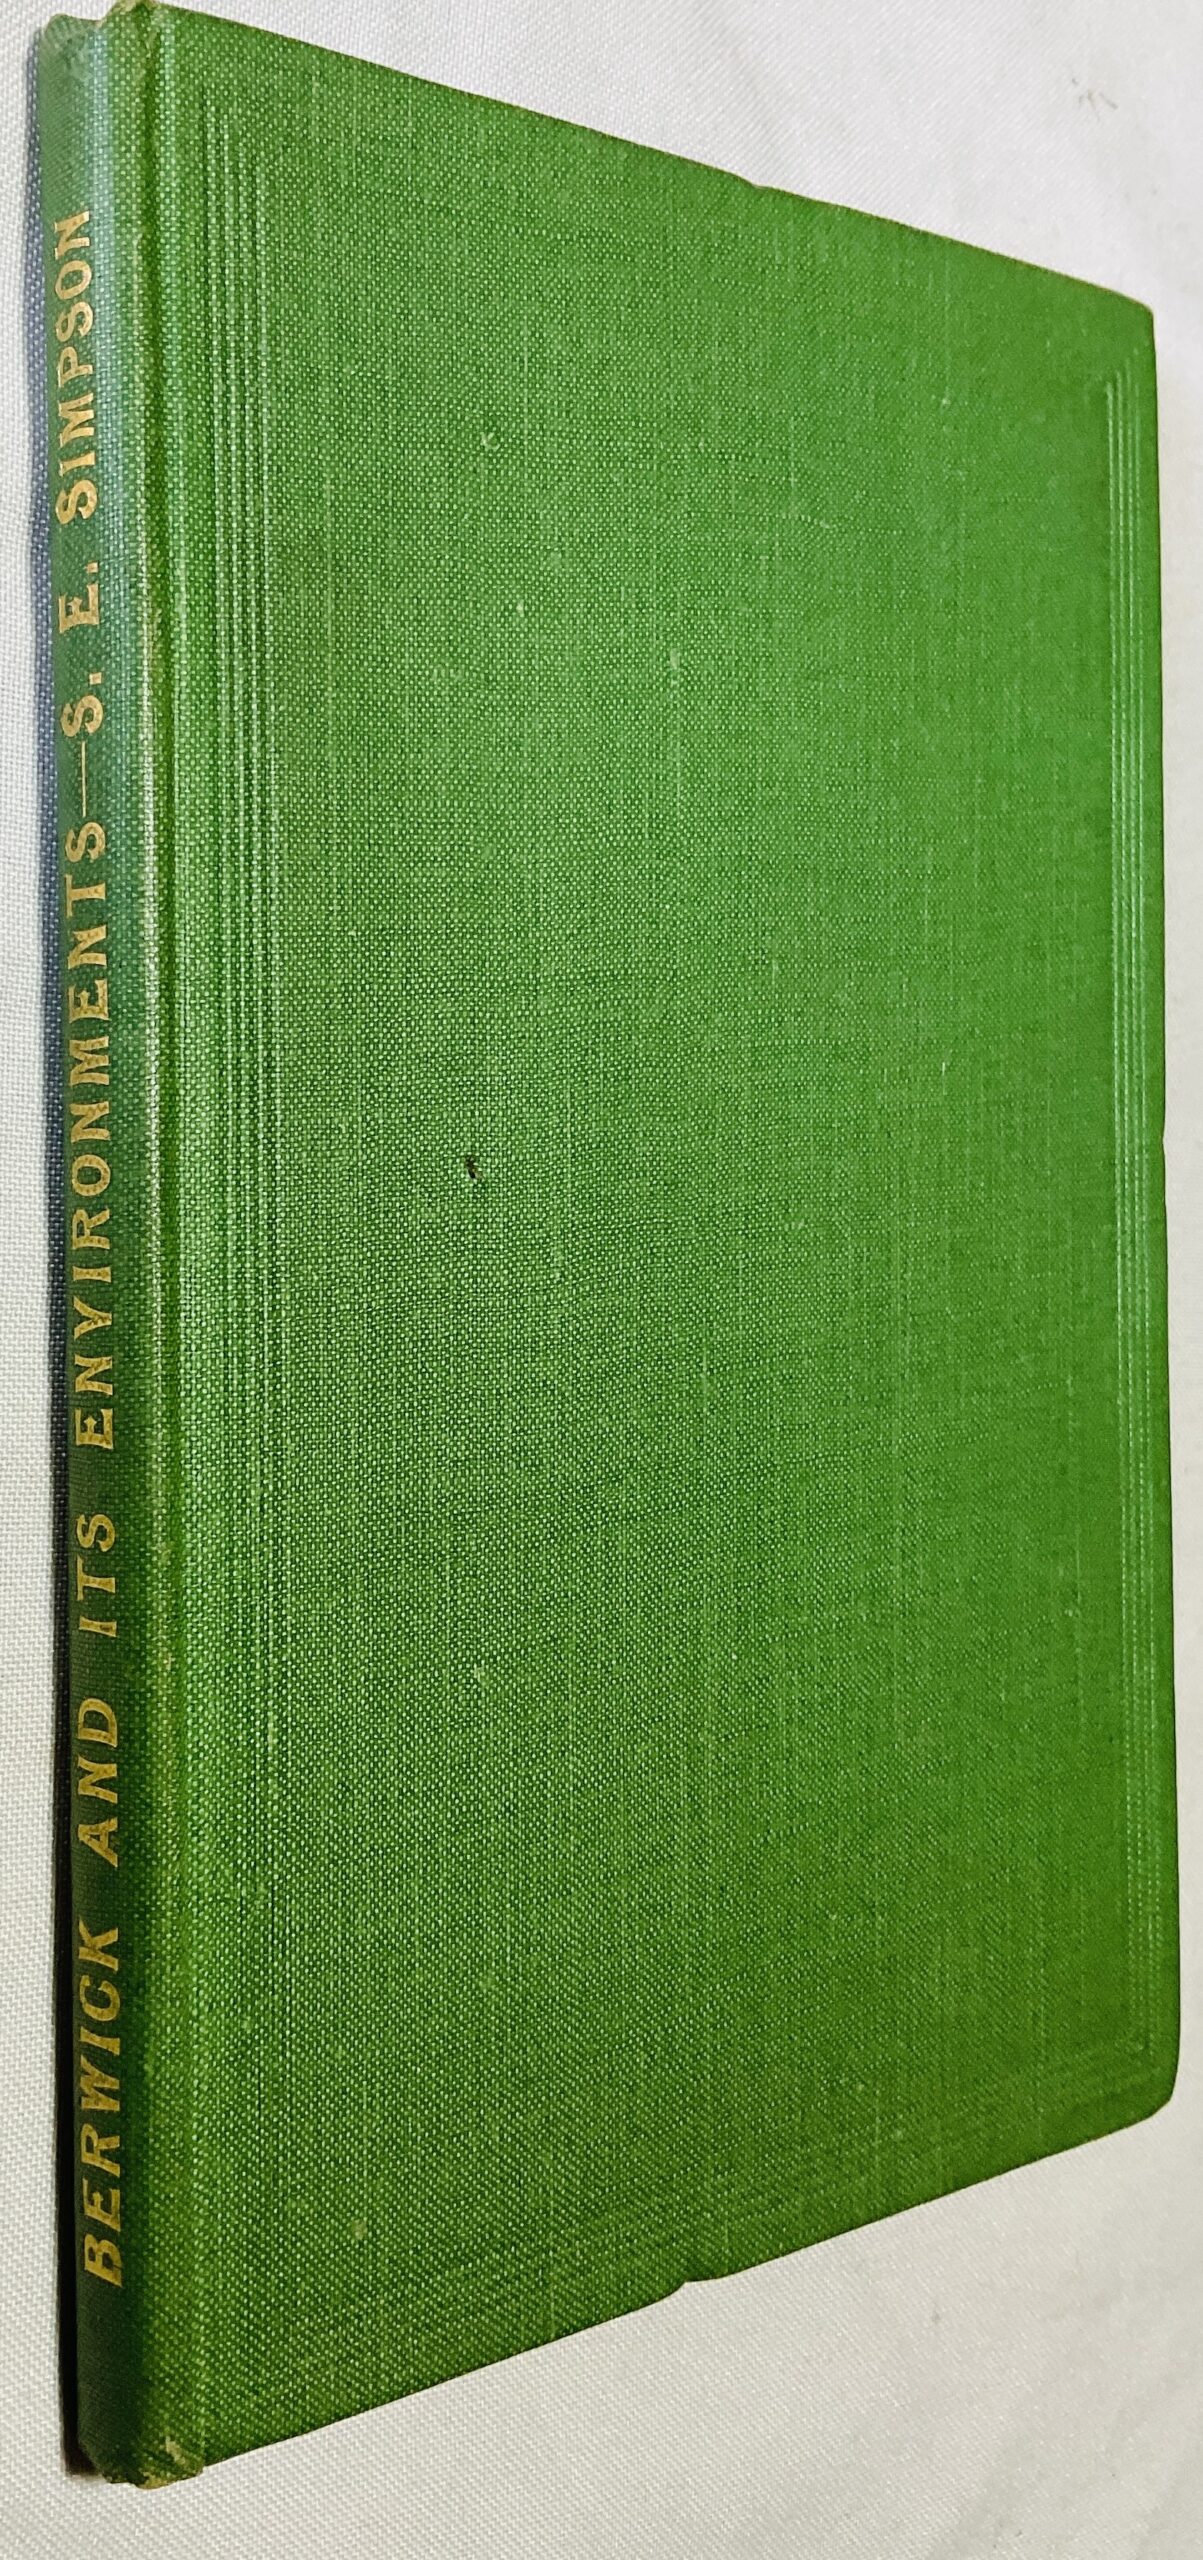 BERWICK AND ITS ENVIRONMENTS—S. E. SIMPSON